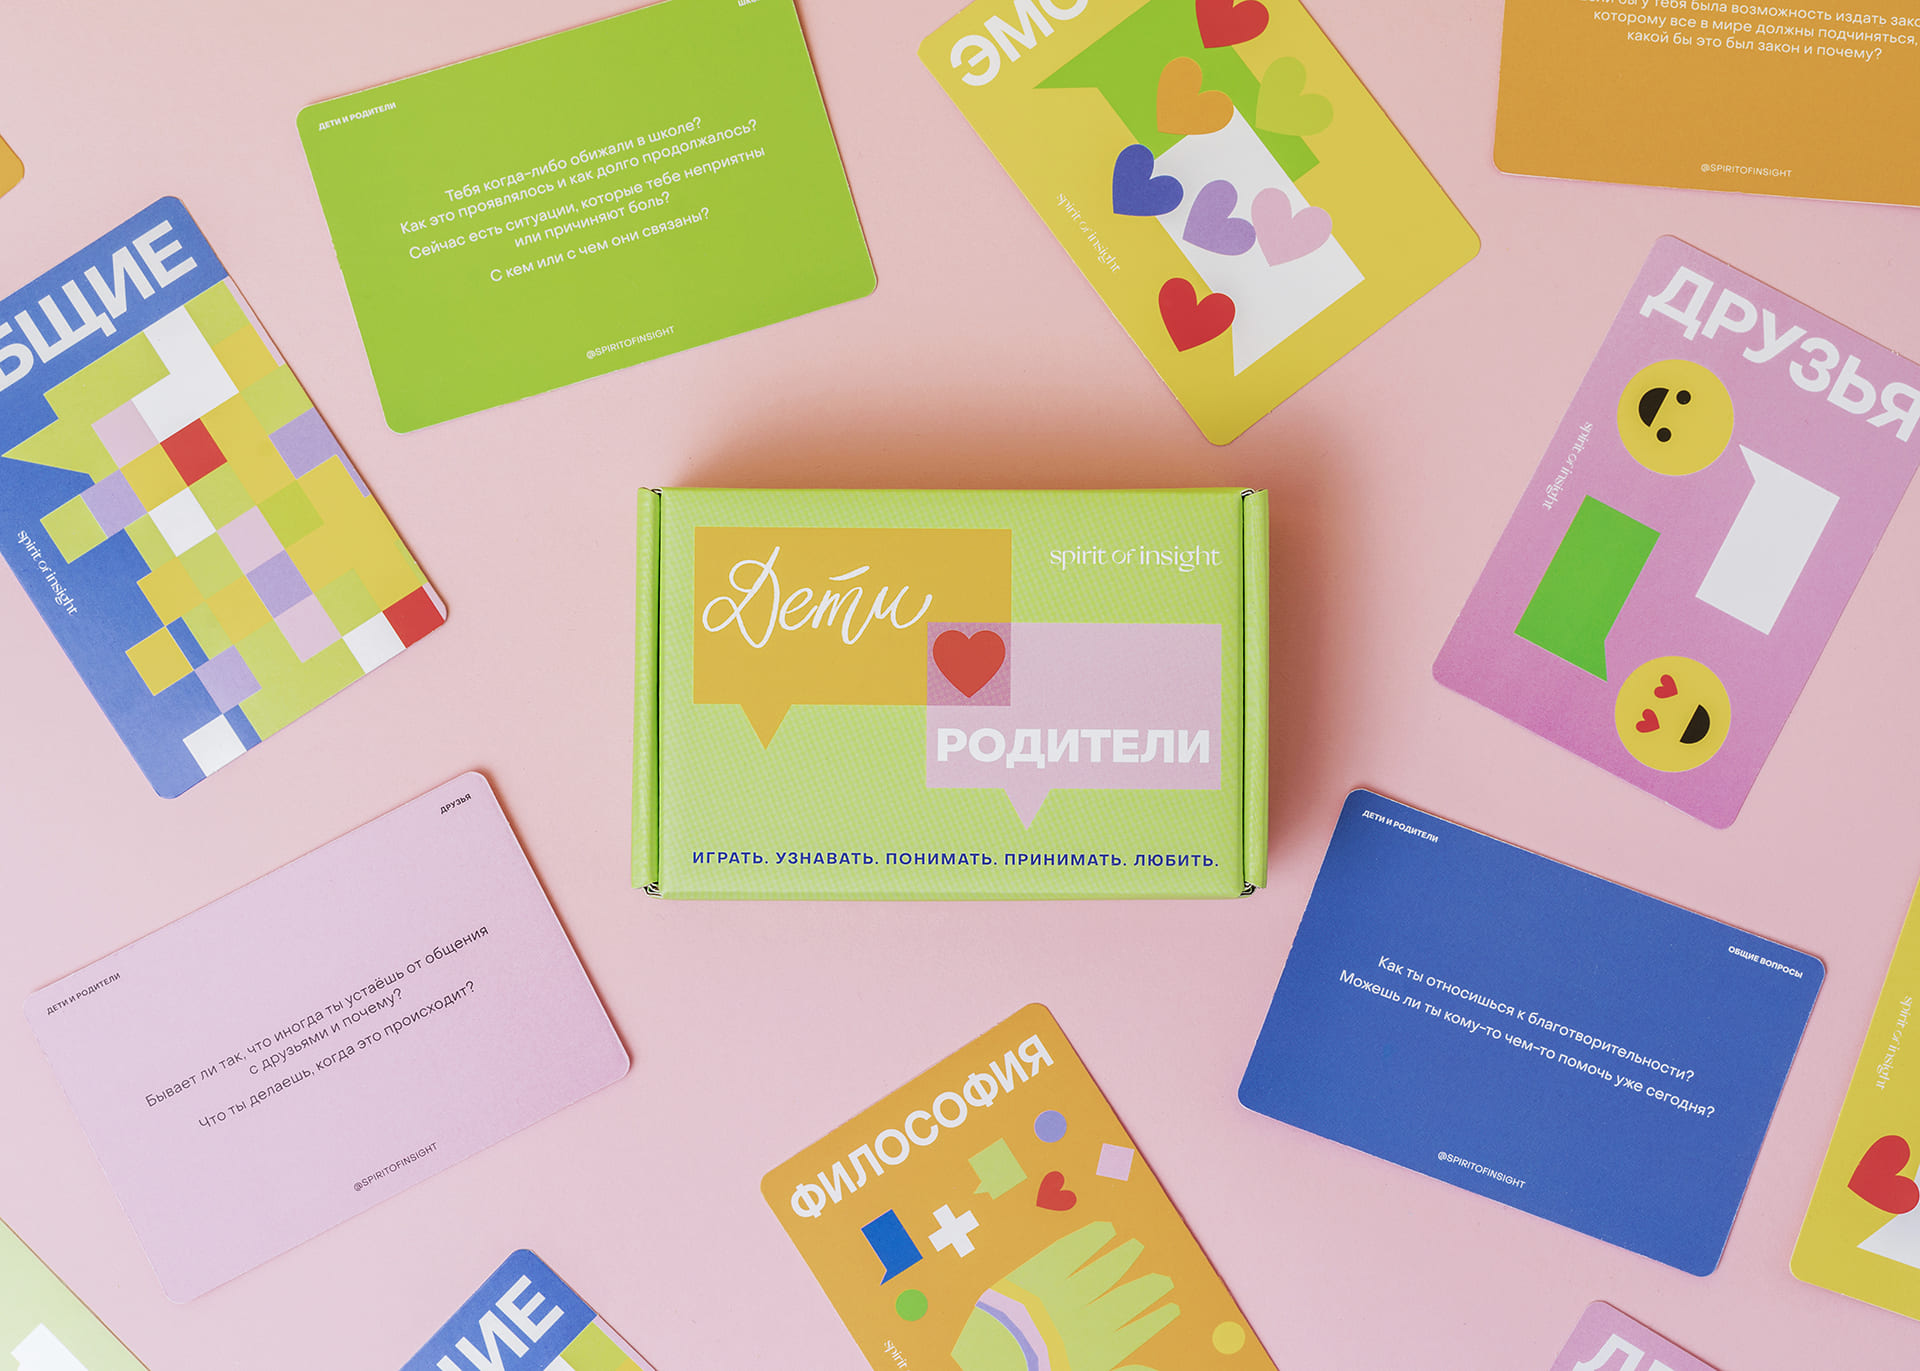 ДЕТИ И РОДИТЕЛИ
Тебя когда-либо обижали в школе?
Как это проявлялось и как долго продолжалось?
Сейчас есть ситуации, которые тебе неприятны
или причиняют боль?
С кем или с чем они связаны?
@SPIRITOFINSIGHT
spirit of insight
которому все в мире должны подчиняться,
какой бы это был закон и почему?
@SPIRITOFINSIGHT
БЩИЕ
spirit of insight
ДРУЗЬЯ
spirit of insight
Дети
spirit of insight
РОДИТЕЛИ
ИГРАТЬ. УЗНАВАТЬ. ПОНИМАТЬ. ПРИНИМАТЬ. ЛЮБИТЬ.
ДЕТИ И РОДИТЕЛИ
ДРУЗЬЯ
Бывает ли так, что иногда ты устаёшь от общения
с друзьями и почему?
Что ты делаешь, когда это происходит?
@SPIRITOFINSIGHT
ДЕТИ И РОДИТЕЛИ
ОБЩИЕ ВОПРОСЫ
Как ты относишься к благотворительности?
Можешь ли ты кому-то чем-то помочь уже сегодня?
@SPIRITOFINSIGHT
spirit of insight
ФИЛОСОФИЯ
spirit